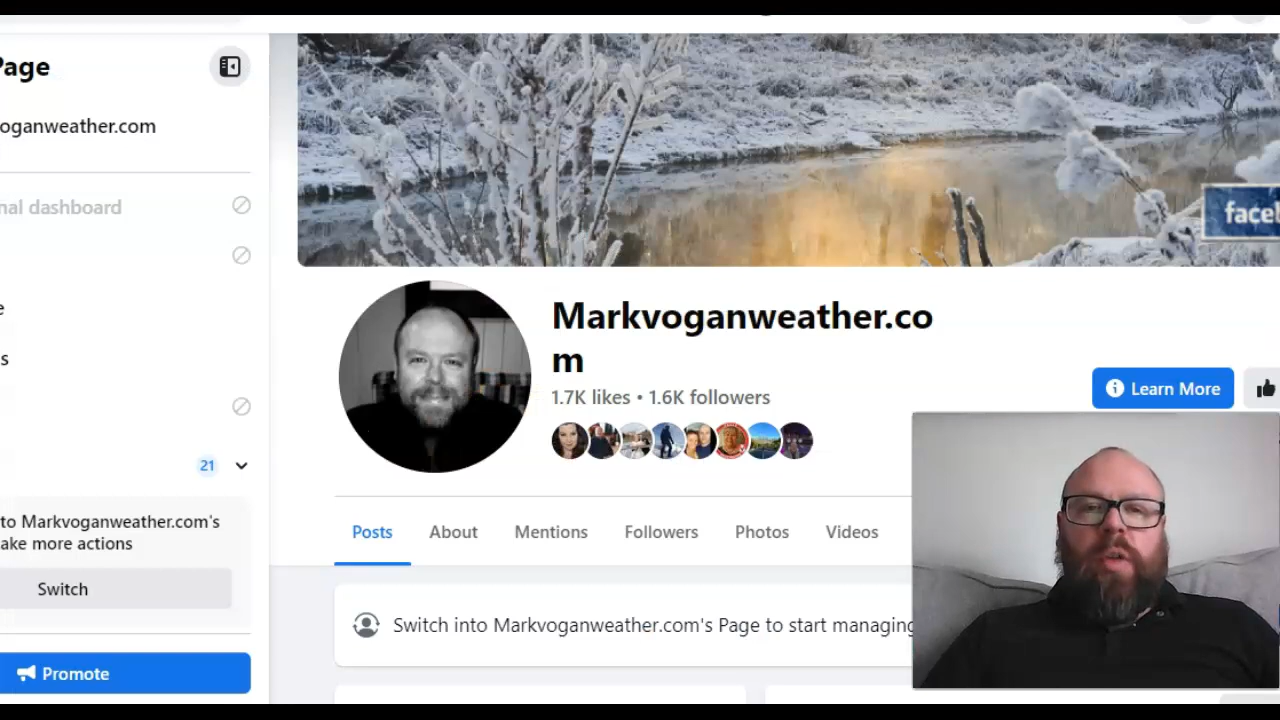 Page
oganweather.com
nal dashboard
e
s
21
to Markvoganweather.com's
ake more actions
Switch
Promote
face
Markvoganweather.co
m
1.7K likes • 1.6K followers
Learn More
Posts
About
Mentions
Followers
Photos
Videos
Switch into Markvoganweather.com's Page to start managing